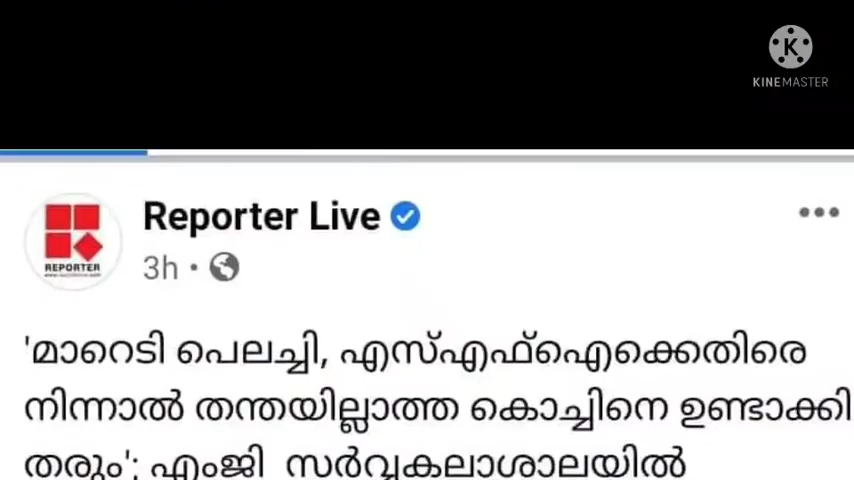 KINEMASTER
Reporter Live
REPORTER
3h
'മാറെടി പെലച്ചി, എസ്എഫ്ഐക്കെതിരെ
നിന്നാൽ തന്തയില്ലാത്ത കൊച്ചിനെ ഉണ്ടാക്കി
തരും'; എംജി സർവ്വകലാശാലയിൽ